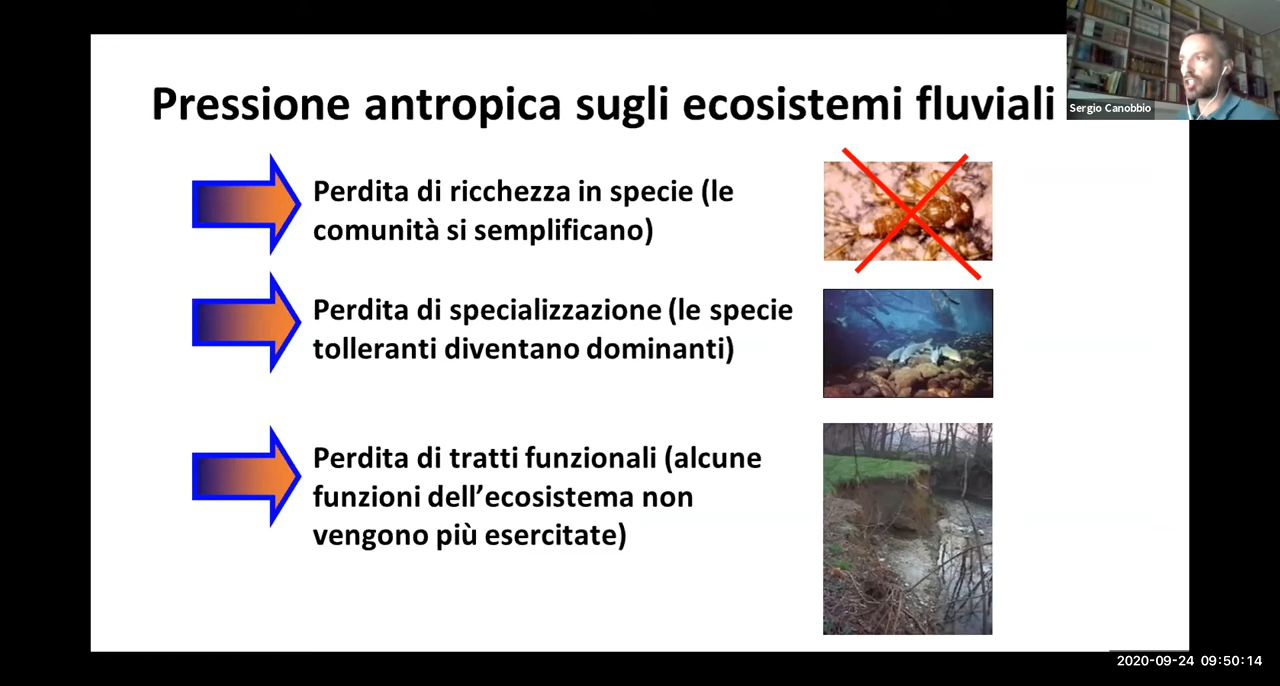 Pressione antropica sugli ecosistemi fluviali
Sergio Canobbio
Perdita di ricchezza in specie (le
comunità si semplificano)
Perdita di specializzazione (le specie
tolleranti diventano dominanti)
Perdita di tratti funzionali (alcune
funzioni dell’ecosistema non
vengono più esercitate)
2020-09-24 09:50:14